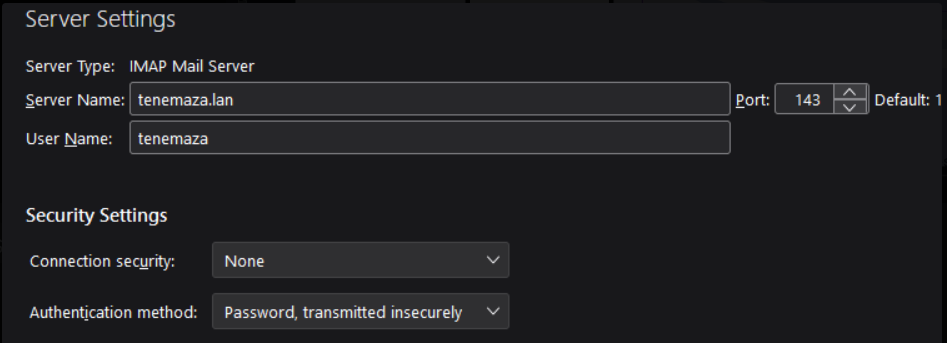 Server Settings
Server Type: IMAP Mail Server
Server Name: tenemaza.lan Port: 143 Default: 1
User Name: tenemaza
Security Settings
Connection security: None
Authentication method: Password, transmitted insecurely